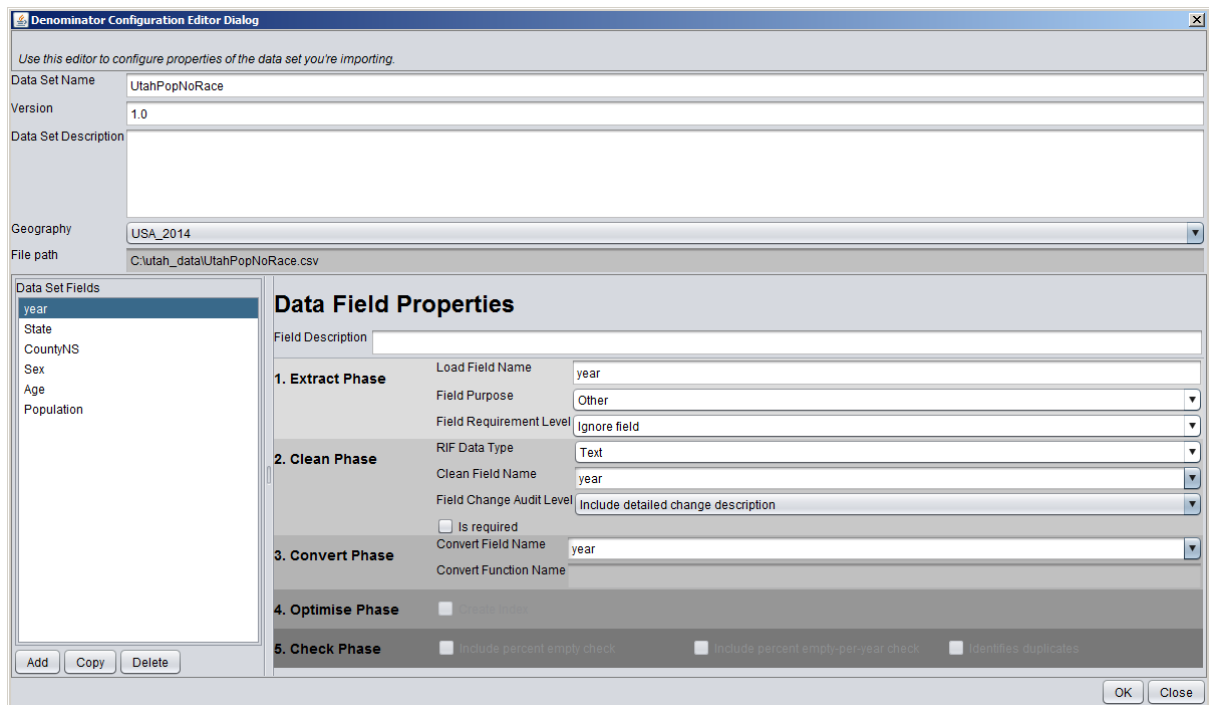 Denominator Configuration Editor Dialog
Use this editor to configure properties of the data set you're importing.
Data Set Name UtahPopNoRace
Version 1.0
Data Set Description
Geography USA_2014
File path C:\utah_data\UtahPopNoRace.csv
Data Set Fields
year
State
CountyNS
Sex
Age
Population
Add Copy Delete
Data Field Properties
Field Description
1. Extract Phase
Load Field Name year
Field Purpose Other
Field Requirement Level Ignore field
2. Clean Phase
RIF Data Type Text
Clean Field Name year
Field Change Audit Level Include detailed change description
Is required
3. Convert Phase
Convert Field Name year
Convert Function Name
4. Optimise Phase
Create index
5. Check Phase
Include percent empty check Include percent empty-per-year check Identifies duplicates
OK Close